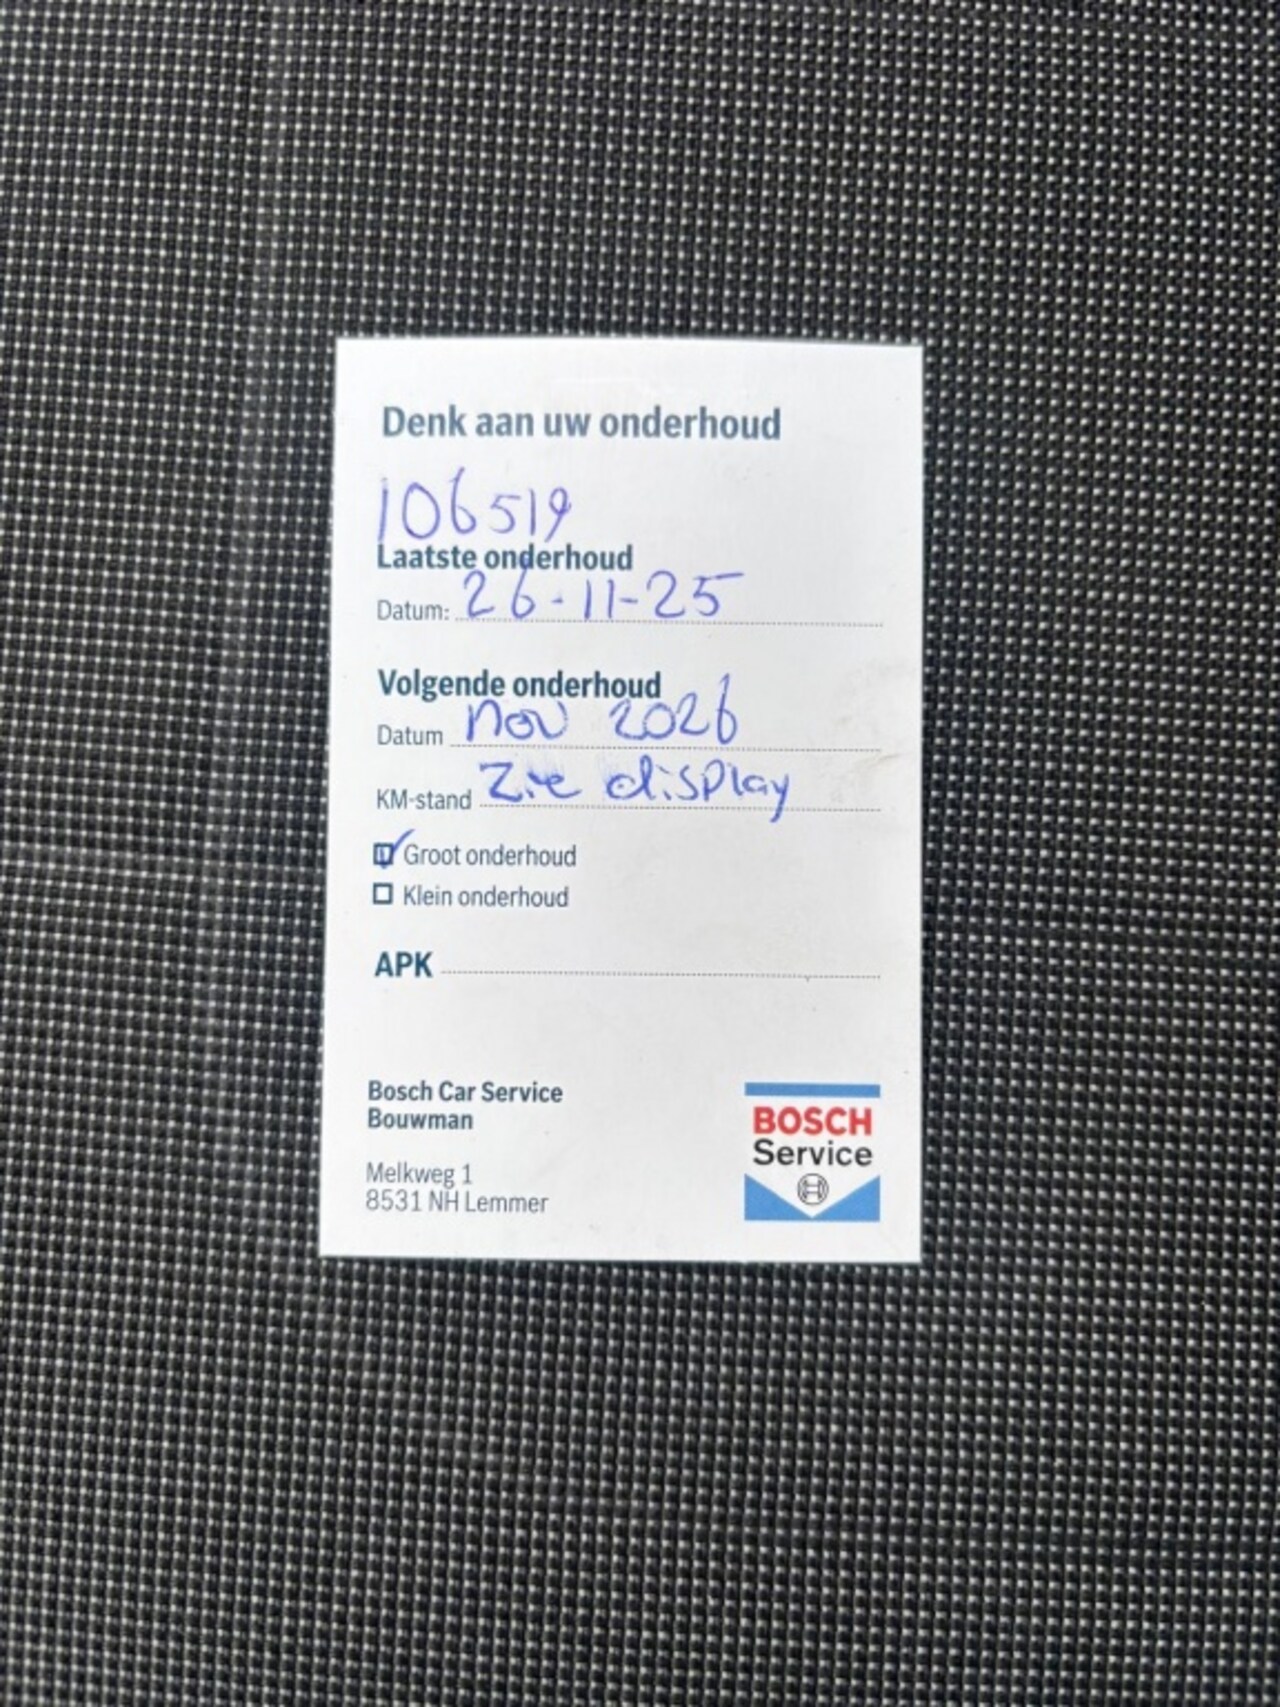 Denk aan uw onderhoud
106519
Laatste onderhoud
Datum: 26-11-25
Volgende onderhoud
Datum nov 2026
KM-stand zie display
Groot onderhoud
Klein onderhoud
APK
Bosch Car Service
Bouwman
Melkweg 1
8531 NH Lemmer
BOSCH
Service